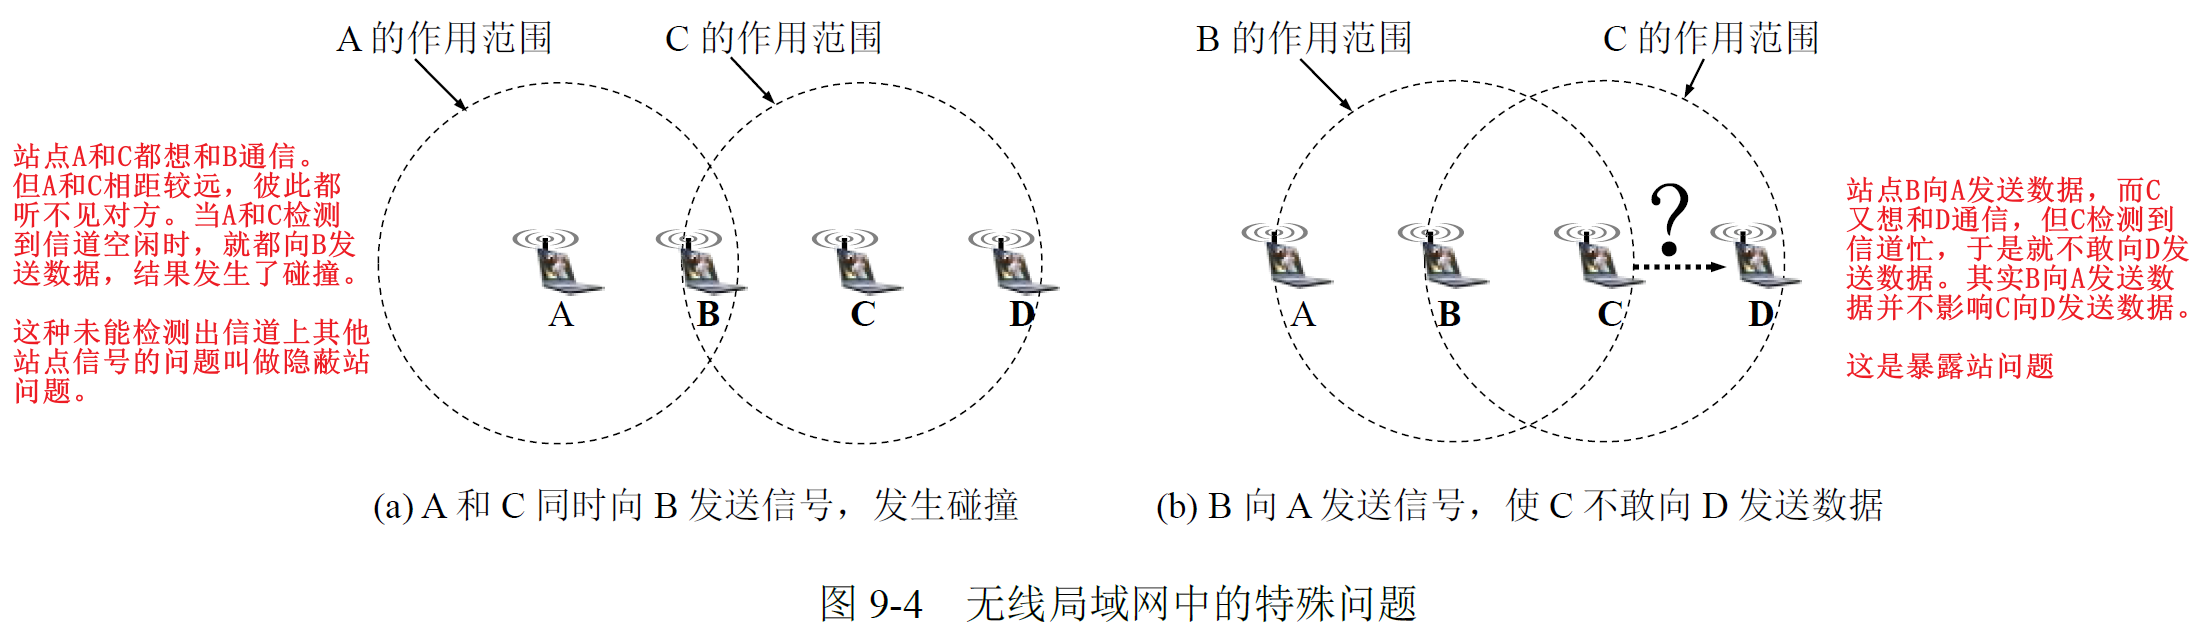 A 的作用范围
C 的作用范围
站点A和C都想和B通信。
但A和C相距较远，彼此都
听不见对方。当A和C检测
到信道空闲时，就都向B发
送数据，结果发生了碰撞。
这种未能检测出信道上其他
站点信号的问题叫做隐蔽站
问题。
A
B
C
D
(a) A 和 C 同时向 B 发送信号，发生碰撞
B 的作用范围
C 的作用范围
?
A
B
C
D
站点B向A发送数据，而C
又想和D通信，但C检测到
信道忙，于是就不敢向D发
送数据。其实B向A发送数
据并不影响C向D发送数据。
这是暴露站问题
(b) B 向 A 发送信号，使 C 不敢向 D 发送数据
图 9-4 无线局域网中的特殊问题